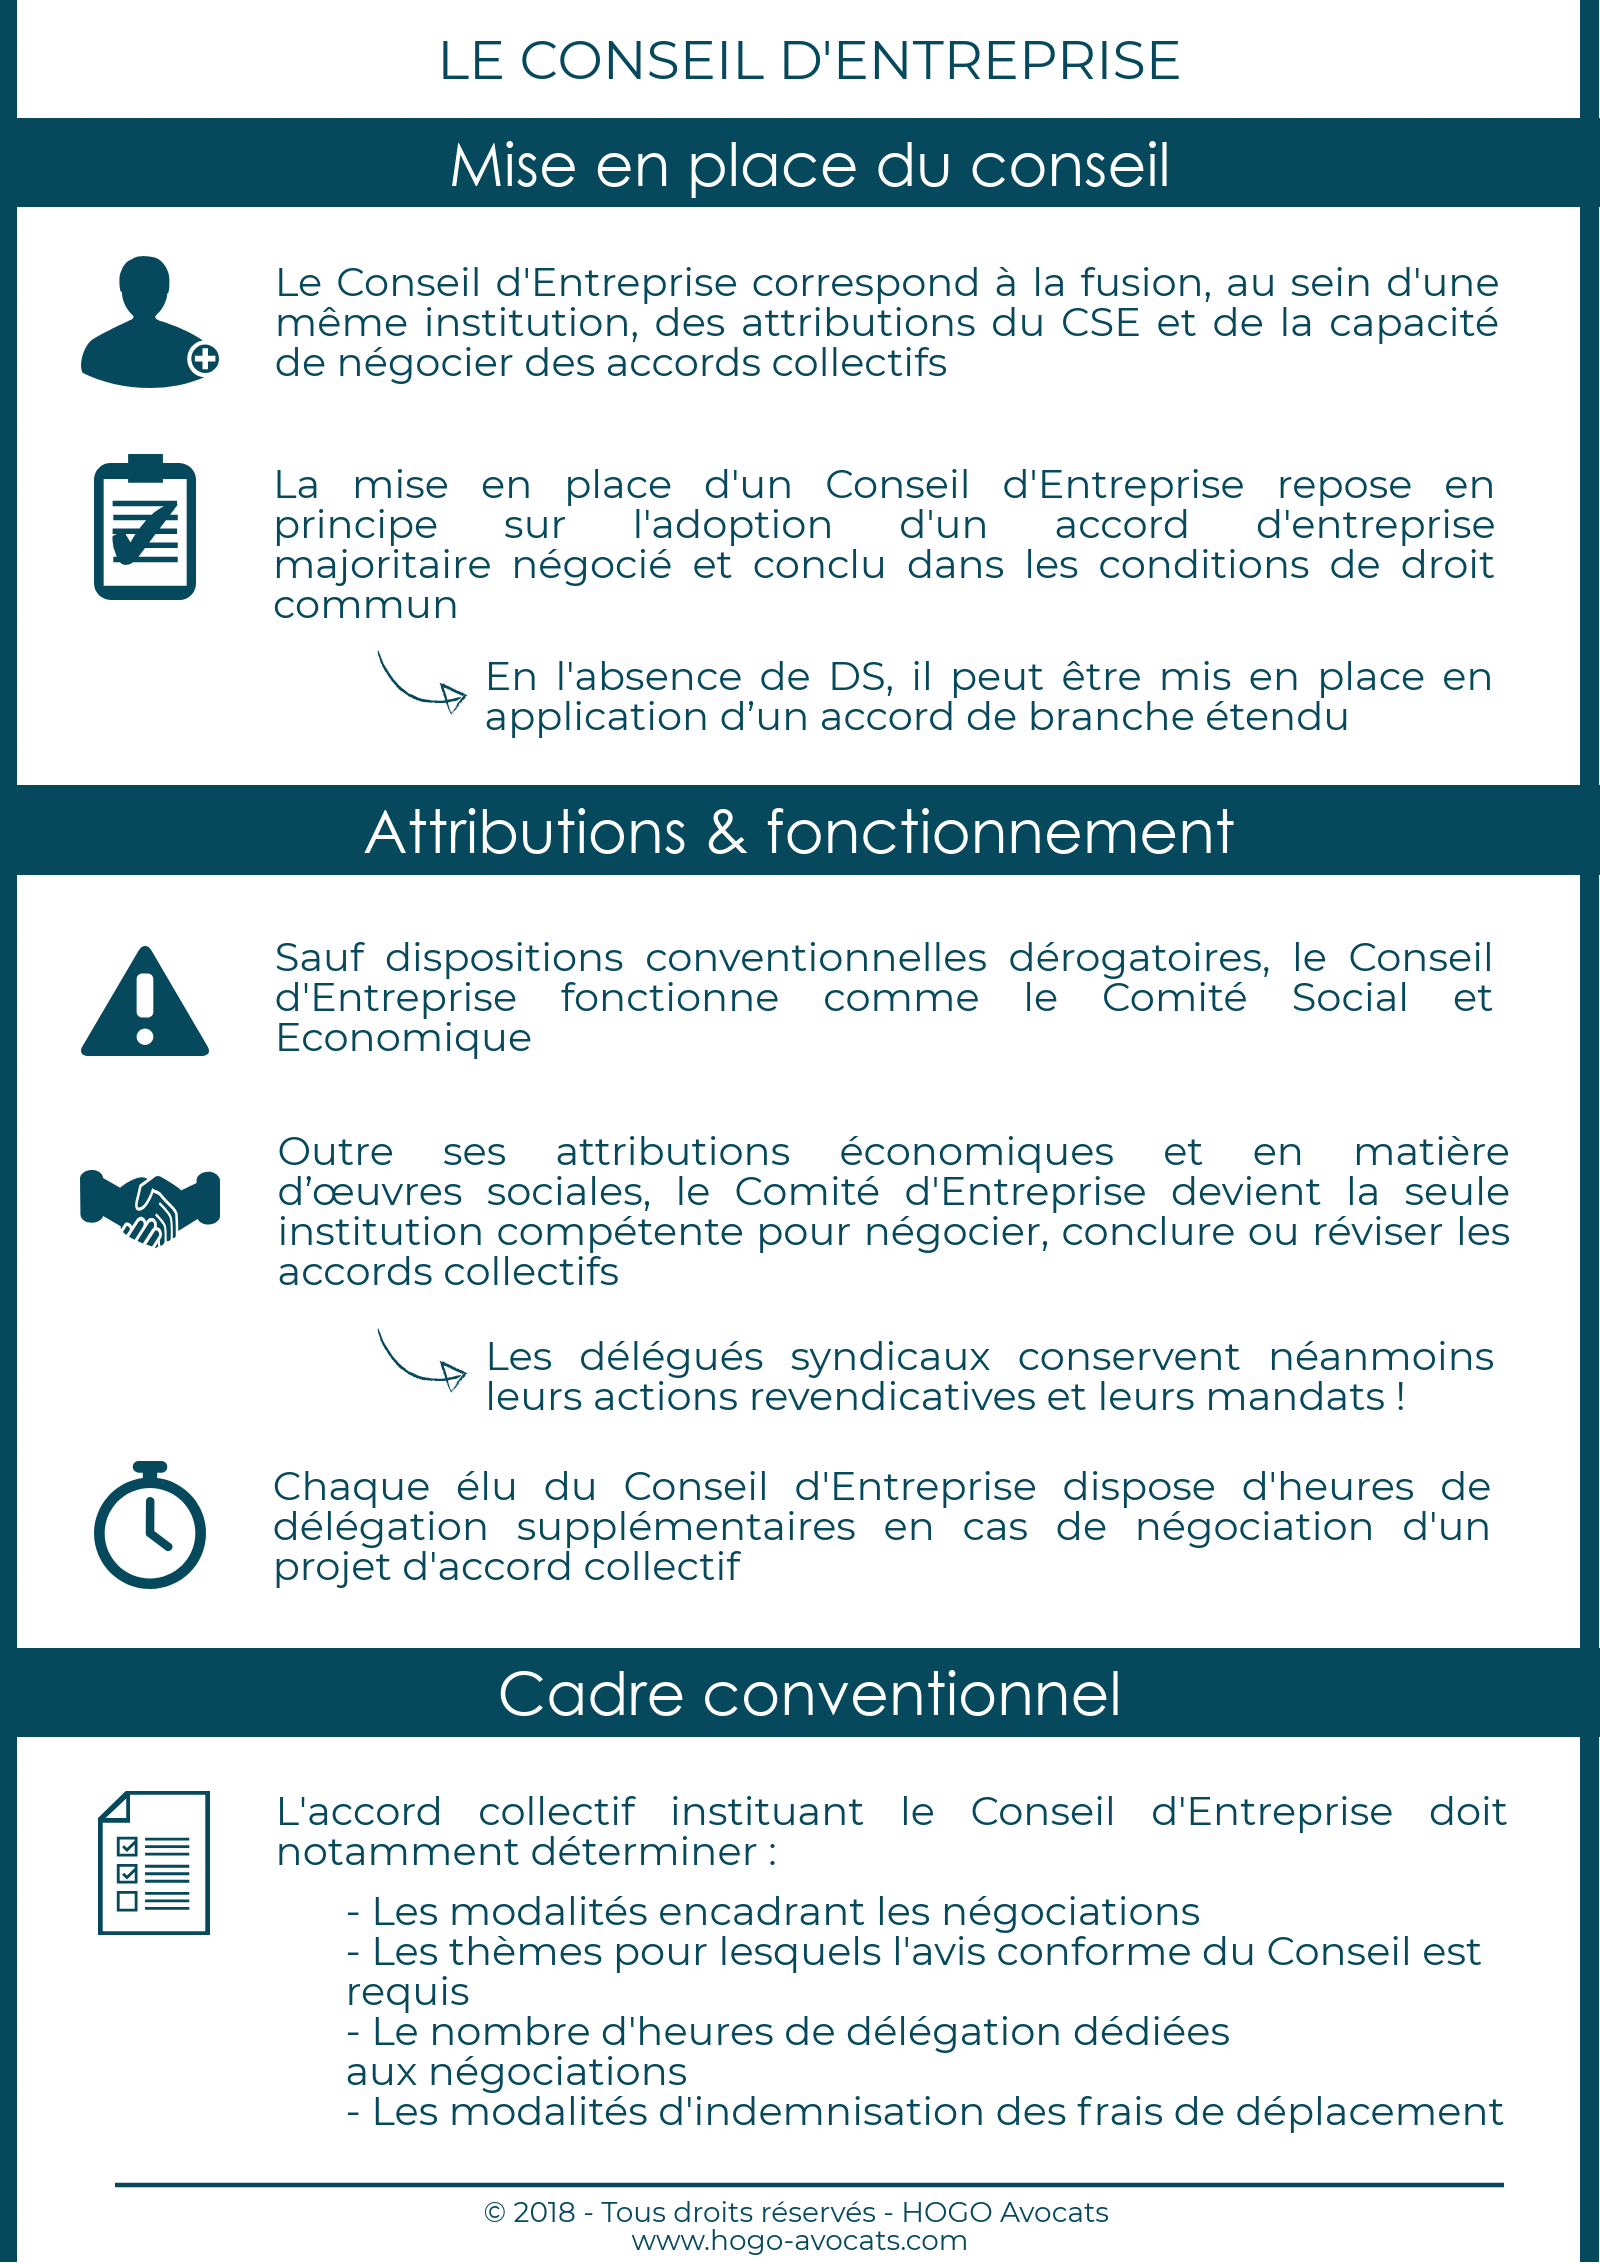 LE CONSEIL D'ENTREPRISE
Mise en place du conseil
Le Conseil d'Entreprise correspond à la fusion, au sein d'une
même institution, des attributions du CSE et de la capacité
de négocier des accords collectifs
La mise en place d'un Conseil d'Entreprise repose en
principe sur l'adoption d'un accord d'entreprise
majoritaire négocié et conclu dans les conditions de droit
commun
En l'absence de DS, il peut être mis en place en
application d’un accord de branche étendu
Attributions & fonctionnement
Sauf dispositions conventionnelles dérogatoires, le Conseil
d'Entreprise fonctionne comme le Comité Social et
Economique
Outre ses attributions économiques et en matière
d’œuvres sociales, le Comité d'Entreprise devient la seule
institution compétente pour négocier, conclure ou réviser les
accords collectifs
Les délégués syndicaux conservent néanmoins
leurs actions revendicatives et leurs mandats !
Chaque élu du Conseil d'Entreprise dispose d'heures de
délégation supplémentaires en cas de négociation d'un
projet d'accord collectif
Cadre conventionnel
L'accord collectif instituant le Conseil d'Entreprise doit
notamment déterminer :
- Les modalités encadrant les négociations
- Les thèmes pour lesquels l'avis conforme du Conseil est
requis
- Le nombre d'heures de délégation dédiées
aux négociations
- Les modalités d'indemnisation des frais de déplacement
© 2018 - Tous droits réservés - HOGO Avocats
www.hogo-avocats.com